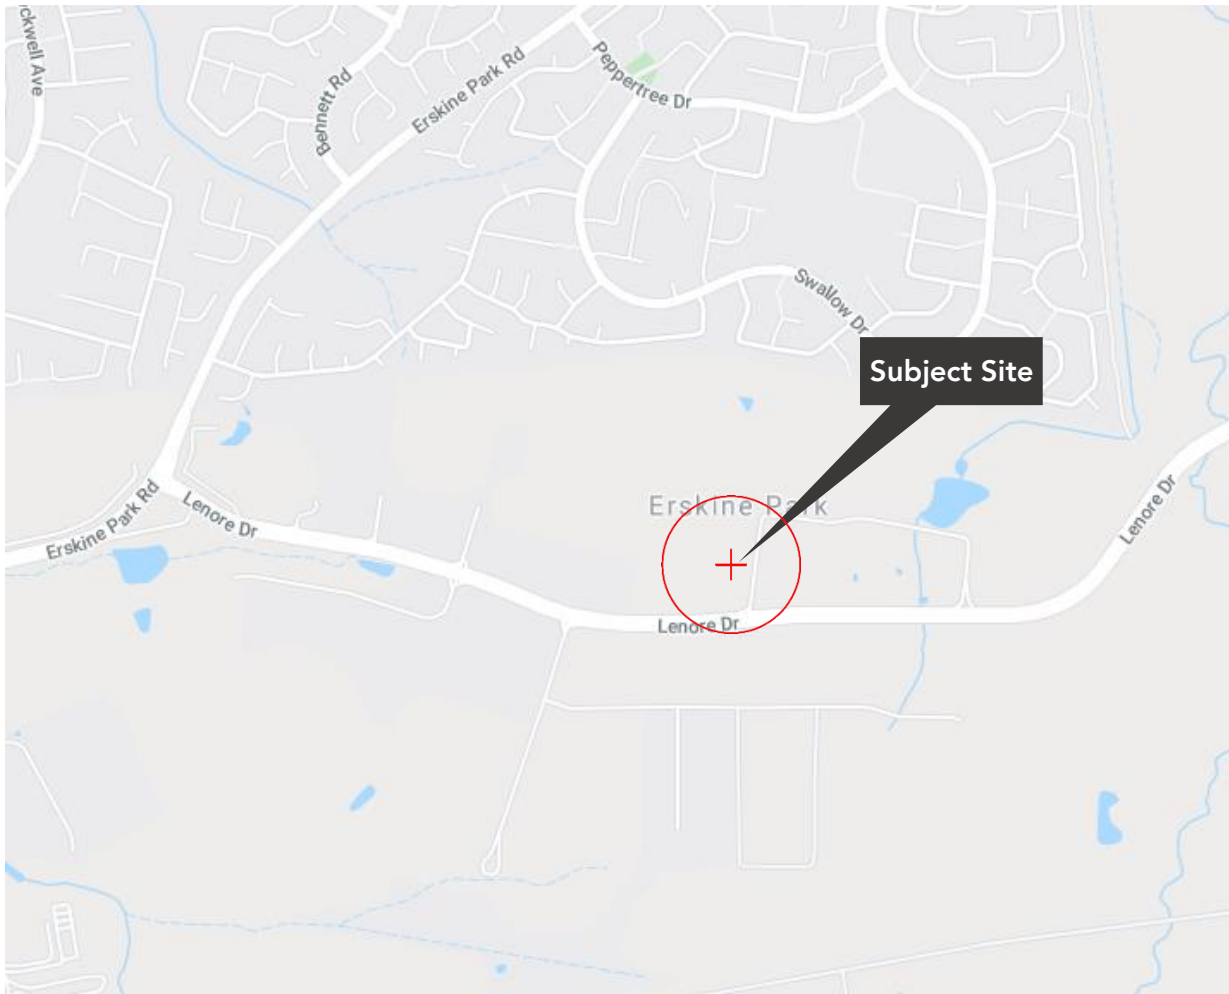 ckwell Ave
Bennett Rd
Erskine Park Rd
Peppertree Dr
Swallow Dr
Subject Site
Erskine Park
Erskine Park Rd
Lenore Dr
Lenore Dr
Lenore Dr